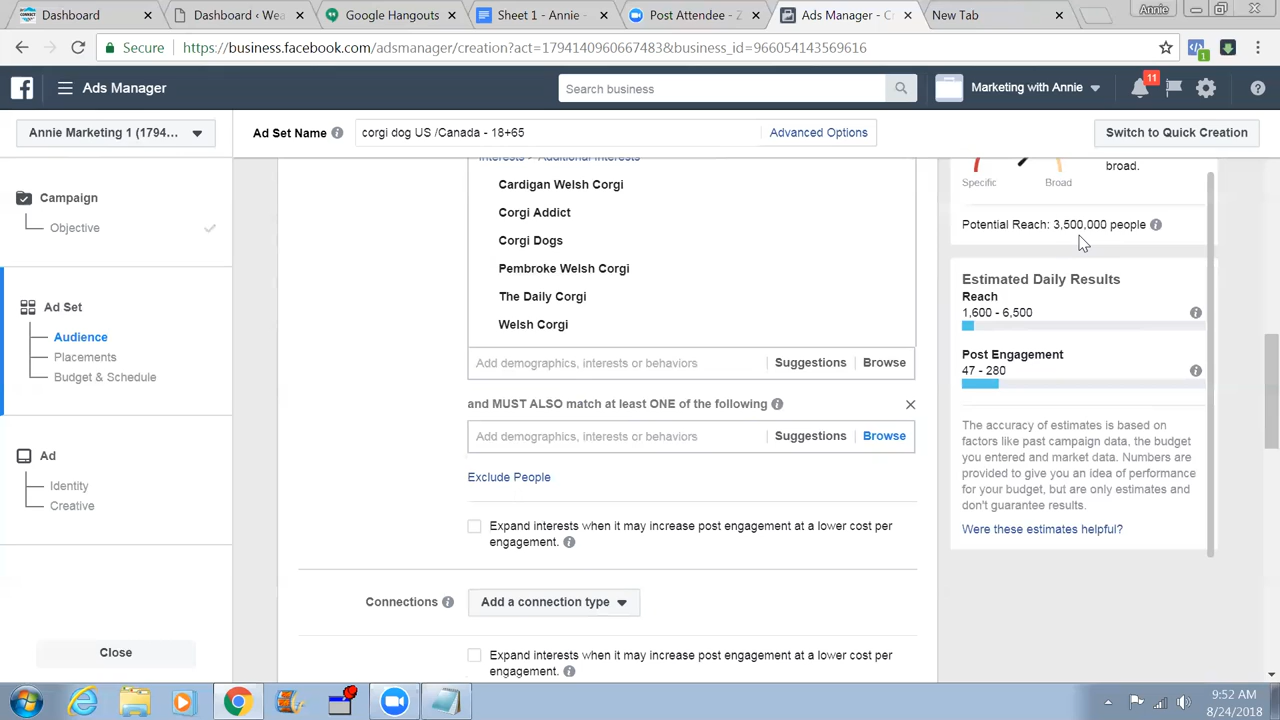 Dashboard
Dashboard ‹ Wea
Google Hangouts
Sheet 1 - Annie -
Post Attendee - Z
Ads Manager - Cr
New Tab
Annie
Secure
https://business.facebook.com/adsmanager/creation?act=1794140960667483&business_id=966054143569616
1
Ads Manager
Search business
Marketing with Annie
11
Annie Marketing 1 (1794...
Ad Set Name
corgi dog US /Canada - 18+65
Advanced Options
Switch to Quick Creation
Campaign
Objective
Ad Set
Audience
Placements
Budget & Schedule
Ad
Identity
Creative
Close
Interests > Additional Interests
Cardigan Welsh Corgi
Corgi Addict
Corgi Dogs
Pembroke Welsh Corgi
The Daily Corgi
Welsh Corgi
Add demographics, interests or behaviors
Suggestions
Browse
and MUST ALSO match at least ONE of the following
Add demographics, interests or behaviors
Suggestions
Browse
Exclude People
Expand interests when it may increase post engagement at a lower cost per
engagement.
Connections
Add a connection type
Expand interests when it may increase post engagement at a lower cost per
engagement.
Specific
Broad
broad.
Potential Reach: 3,500,000 people
Estimated Daily Results
Reach
1,600 - 6,500
Post Engagement
47 - 280
The accuracy of estimates is based on
factors like past campaign data, the budget
you entered and market data. Numbers are
provided to give you an idea of performance
for your budget, but are only estimates and
don't guarantee results.
Were these estimates helpful?
9:52 AM
8/24/2018